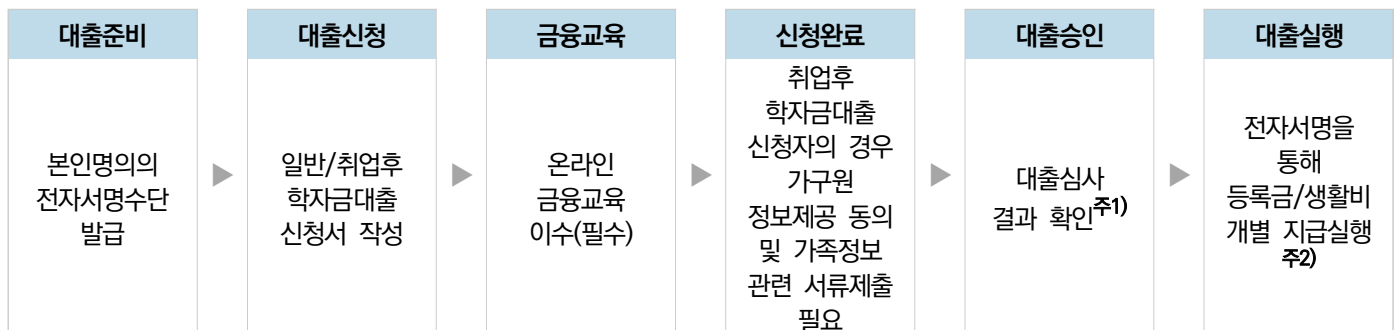 대출준비
본인명의의
전자서명수단
발급
대출신청
일반/취업후
학자금대출
신청서 작성
금융교육
온라인
금융교육
이수(필수)
신청완료
취업후
학자금대출
신청자의 경우
가구원
정보제공 동의
및 가족정보
관련 서류제출
필요
대출승인
대출심사
결과 확인주1)
대출실행
전자서명을
통해
등록금/생활비
개별 지급실행
주2)